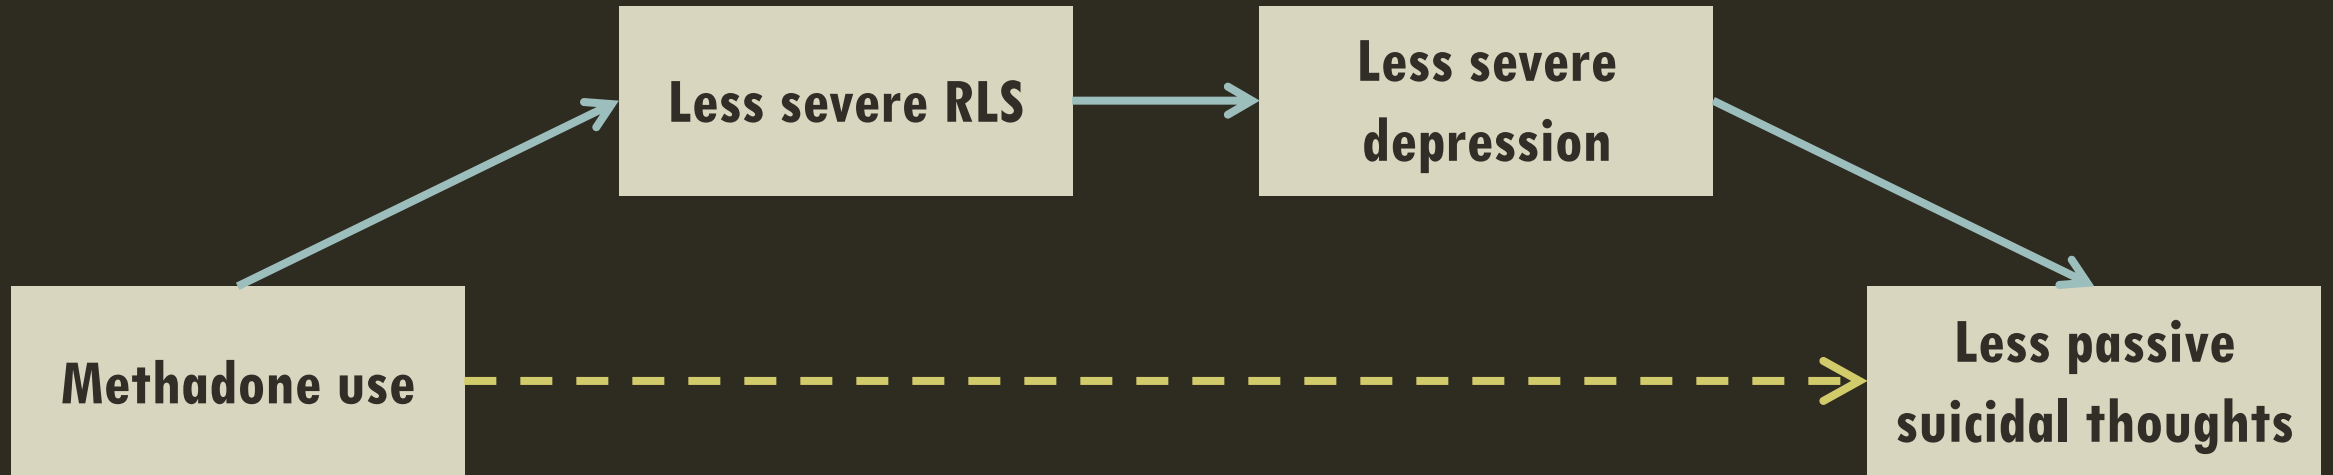 Less severe RLS
Less severe
depression
Methadone use
Less passive
suicidal thoughts